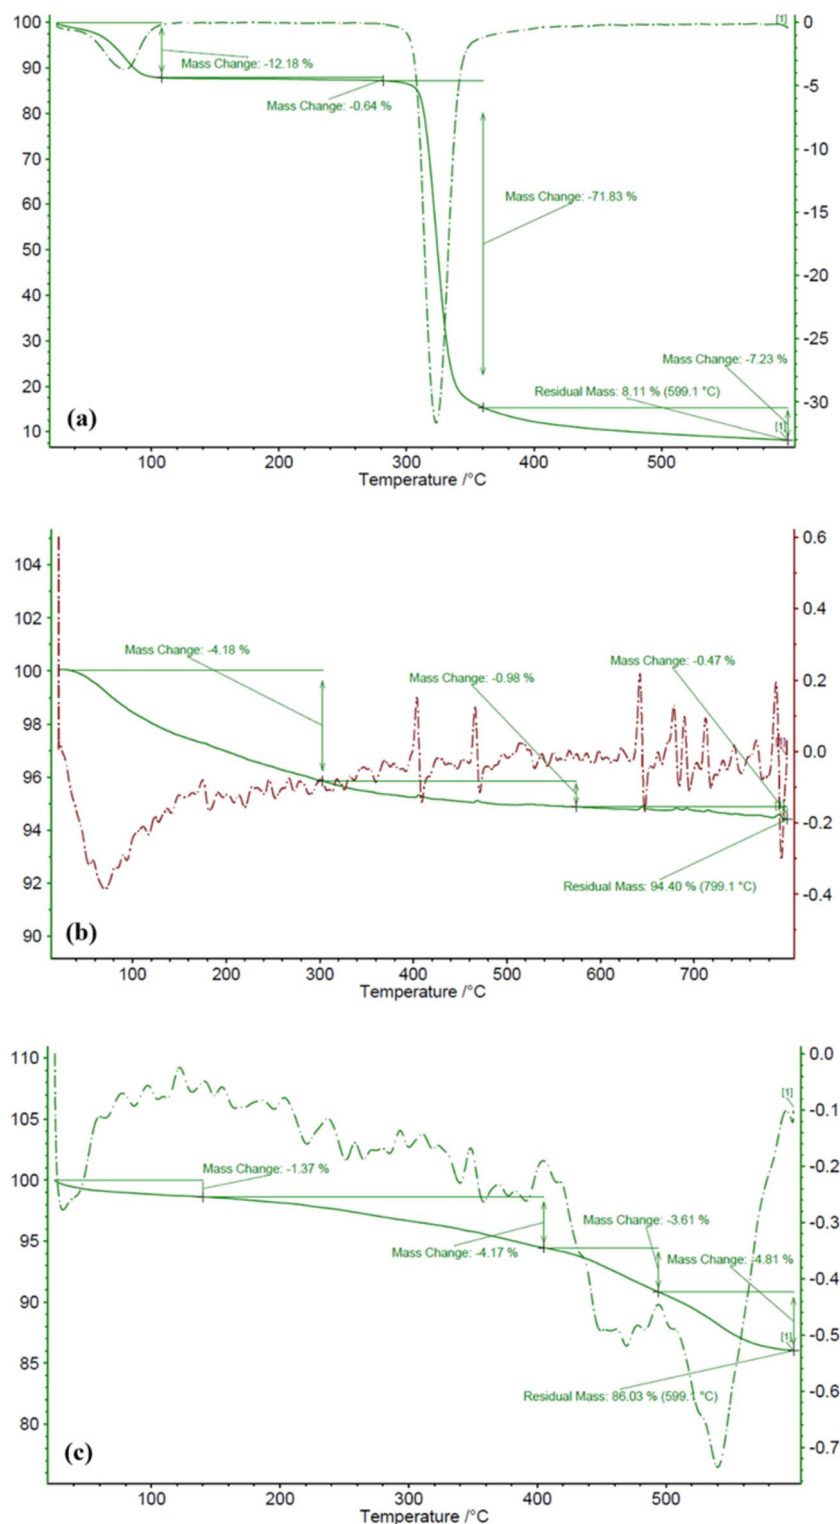 100
90
80
70
60
50
40
30
20
10
0
-5
-10
-15
-20
-25
-30
[1]
Mass Change: -12.18 %
Mass Change: -0.64 %
Mass Change: -71.83 %
Mass Change: -7.23 %
Residual Mass: 8.11 % (599.1 °C)
[1]
(a)
100 200 300 400 500
Temperature /°C
104
102
100
98
96
94
92
90
0.6
0.4
0.2
0.0
-0.2
-0.4
Mass Change: -4.18 %
Mass Change: -0.98 %
Mass Change: -0.47 %
Residual Mass: 94.40 % (799.1 °C)
(b)
100 200 300 400 500 600 700
Temperature /°C
110
105
100
95
90
85
80
0.0
-0.1
-0.2
-0.3
-0.4
-0.5
-0.6
-0.7
[1]
Mass Change: -1.37 %
Mass Change: -4.17 %
Mass Change: -3.61 %
Mass Change: -4.81 %
[1]
Residual Mass: 86.03 % (599.1 °C)
(c)
100 200 300 400 500
Temperature /°C